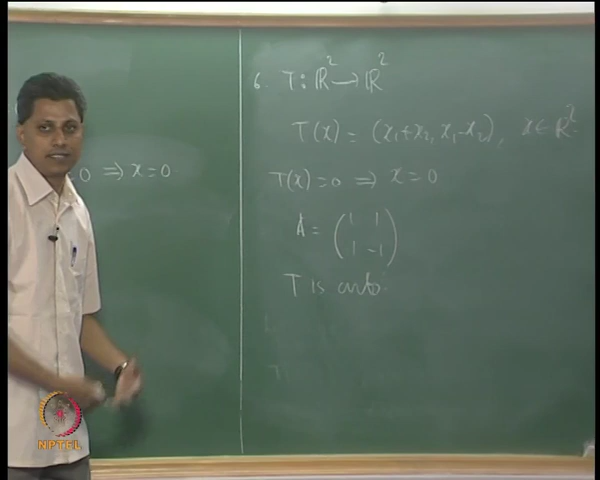 0 ⇒ x = 0
6. T : ℝ² → ℝ²
T(x) = (x₁+x₂, x₁-x₂), x ∈ ℝ²
T(x) = 0 ⇒ x = 0
A = ( 1 1
1 -1 )
T is onto.
NPTEL